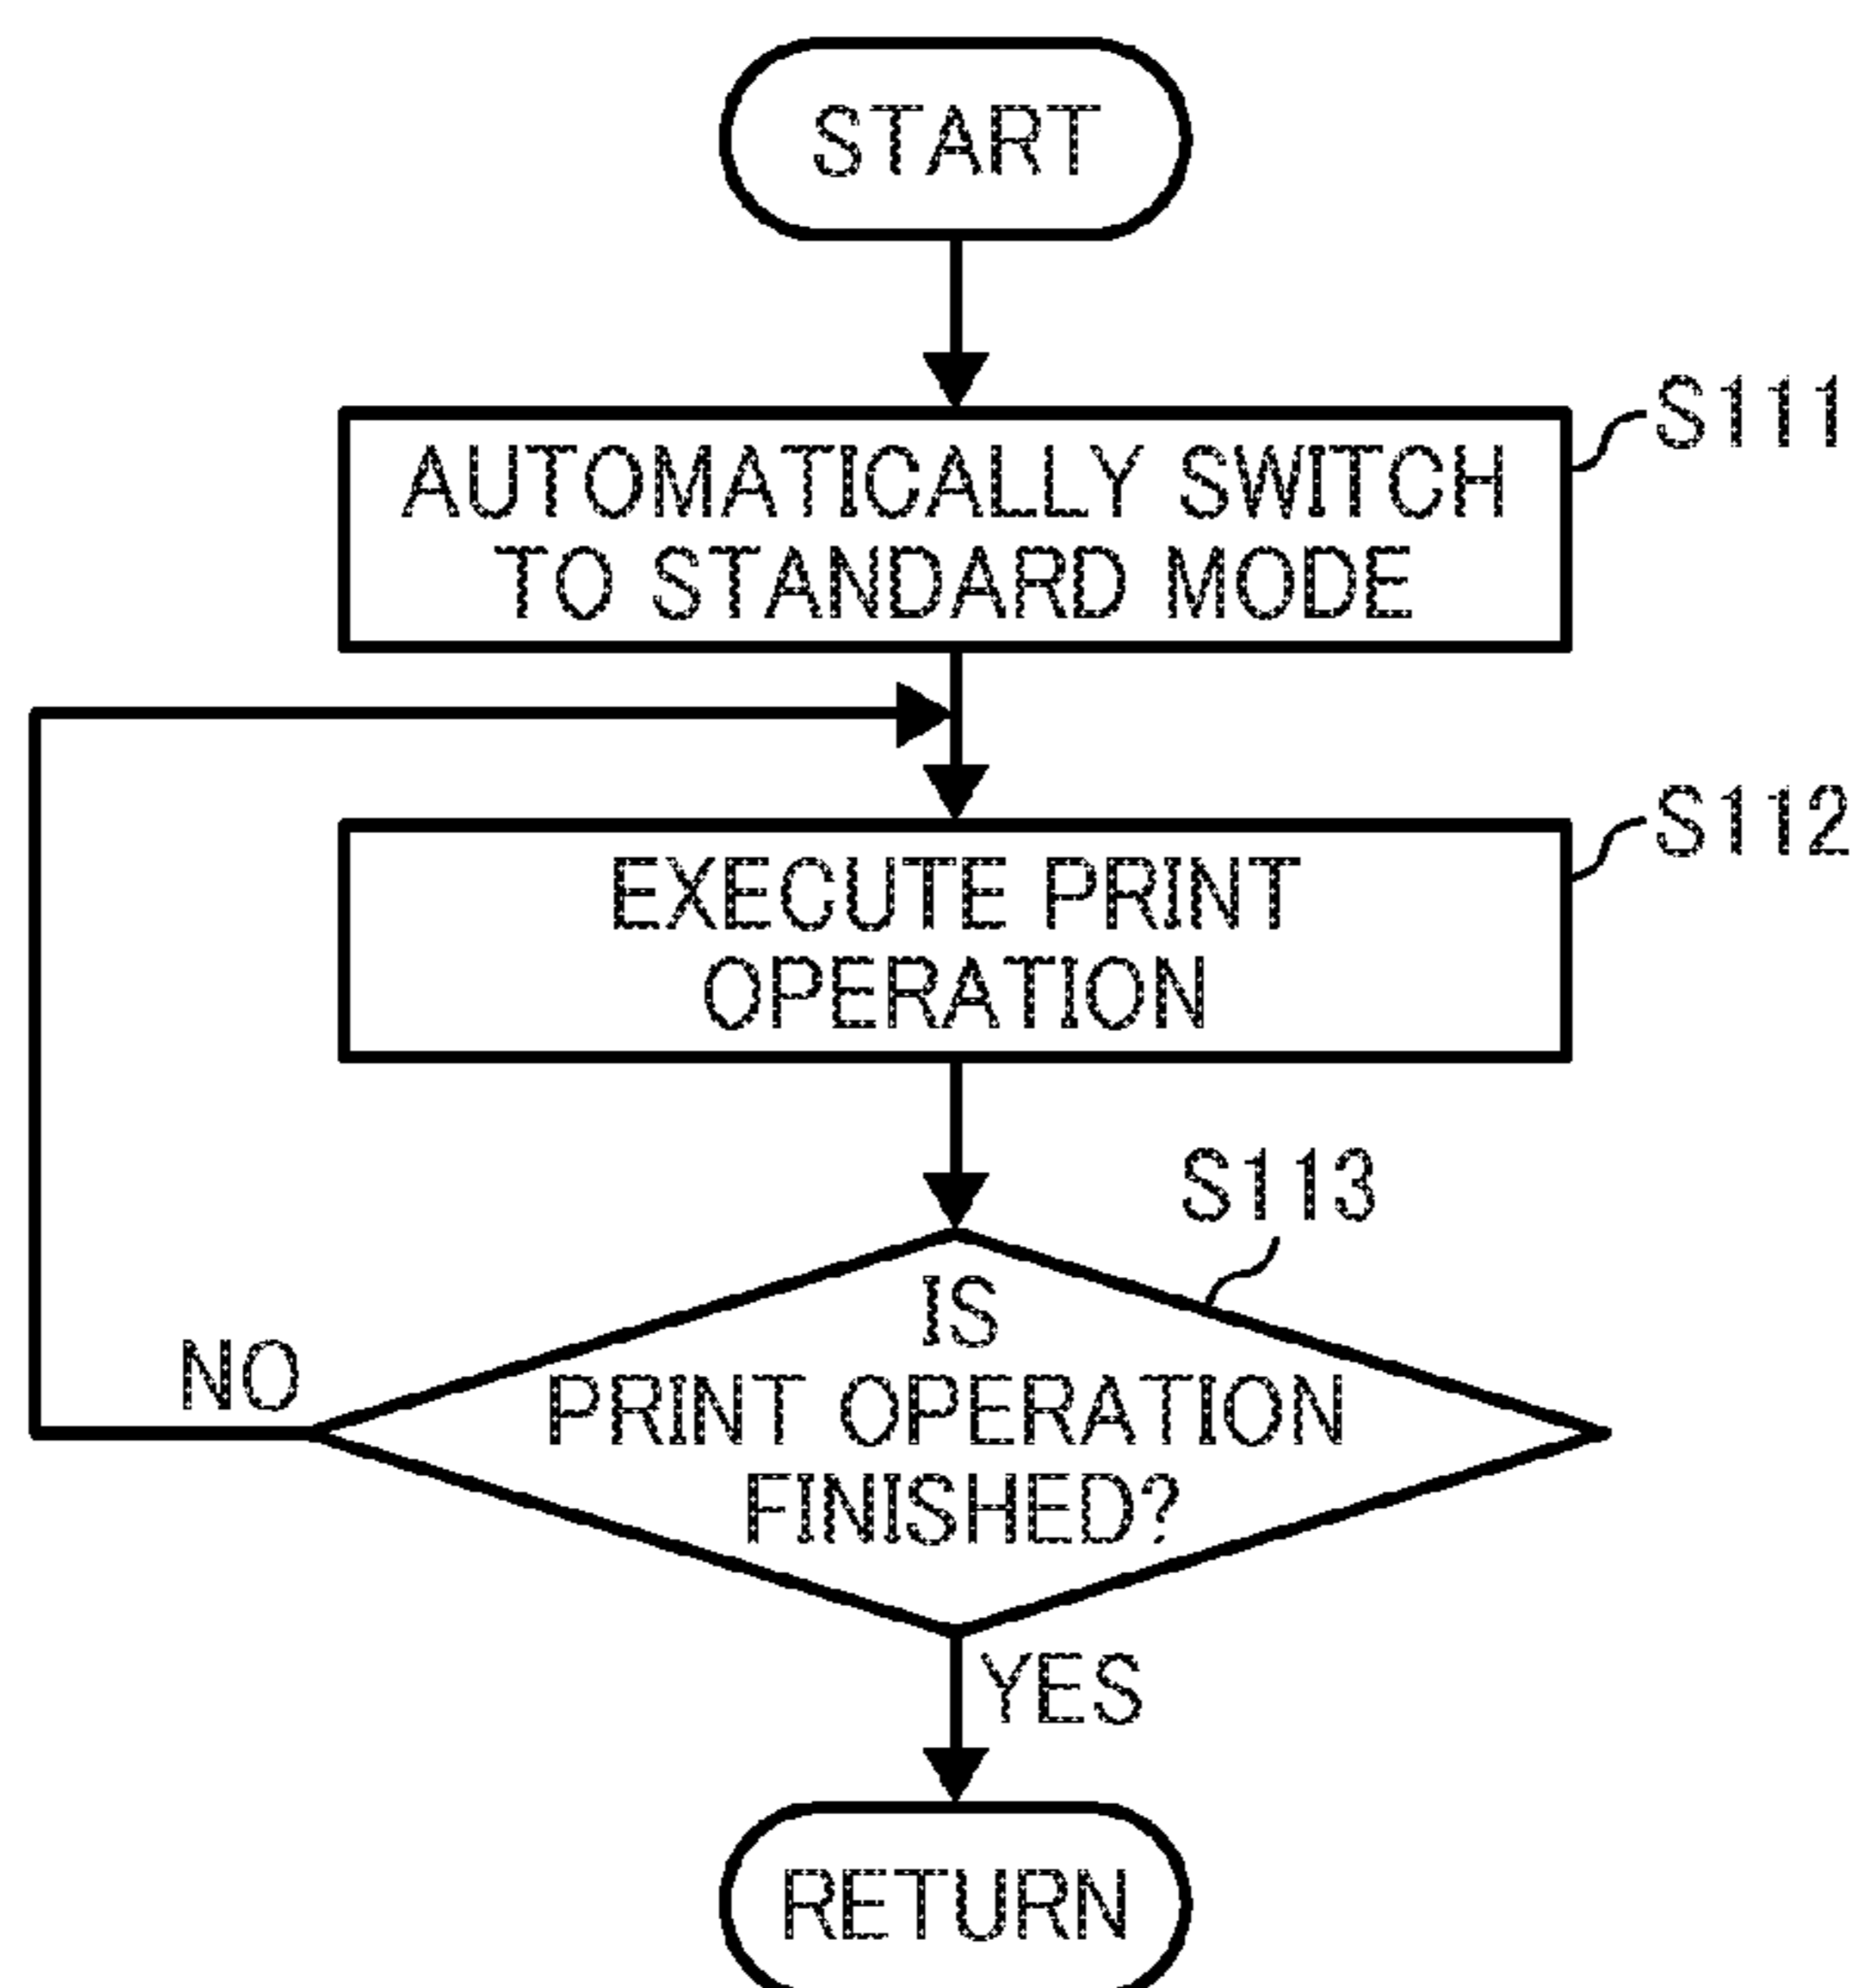 START
S111
AUTOMATICALLY SWITCH
TO STANDARD MODE
S112
EXECUTE PRINT
OPERATION
S113
IS
PRINT OPERATION
FINISHED?
NO
YES
RETURN